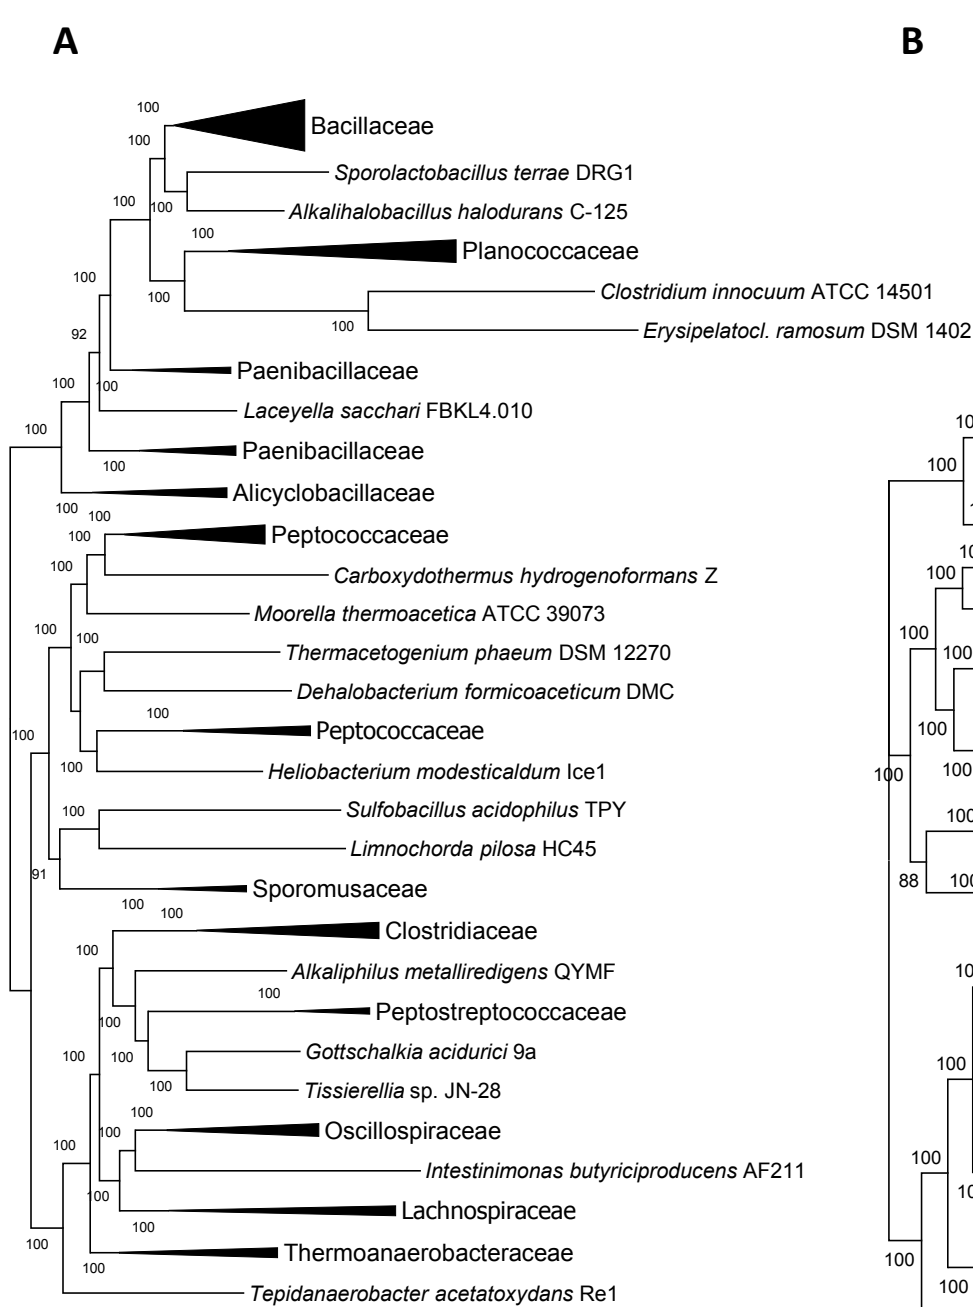 A
B
100
Bacillaceae
100
Sporolactobacillus terrae DRG1
100
100
Alkalihalobacillus halodurans C-125
100
Planococcaceae
100
Clostridium innocuum ATCC 14501
100
100
Erysipelatocl. ramosum DSM 1402
92
Paenibacillaceae
100
100
Laceyella sacchari FBKL4.010
100
Paenibacillaceae
100
100
Alicyclobacillaceae
100
100
100
Peptococcaceae
100
Carboxydothermus hydrogenoformans Z
Moorella thermoacetica ATCC 39073
100
100
Thermacetogenium phaeum DSM 12270
Dehalobacterium formicoaceticum DMC
100
Peptococcaceae
100
100
Heliobacterium modesticaldum Ice1
100
Sulfobacillus acidophilus TPY
Limnochorda pilosa HC45
91
Sporomusaceae
100
100
Clostridiaceae
100
Alkaliphilus metalliredigens QYMF
100
Peptostreptococcaceae
100
100
100
Gottschalkia acidurici 9a
100
Tissierellia sp. JN-28
100
100
Oscillospiraceae
100
Intestinimonas butyriciproducens AF211
100
Lachnospiraceae
100
100
Thermoanaerobacteraceae
100
Tepidanaerobacter acetatoxydans Re1
10
100
10
100
100
100
100
100
100
100
88
100
10
100
100
10
100
100